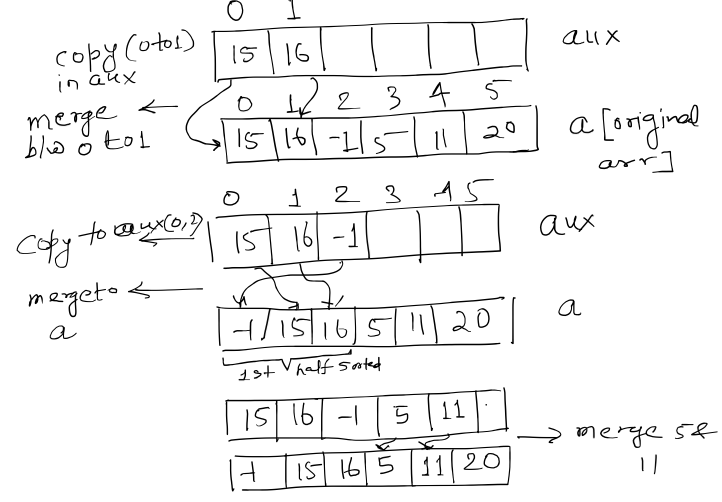 0 1
copy (0 to 1)
in aux
15 16
aux
0 1 2 3 4 5
merge
b/w 0 to 1
15 16 -1 5 11 20
a [original
arr]
0 1 2 3 4 5
Copy to aux(0,2)
15 16 -1
aux
merge to
a
-1 15 16 5 11 20
a
1st half sorted
15 16 -1 5 11
merge 5 &
11
-1 15 16 5 11 20